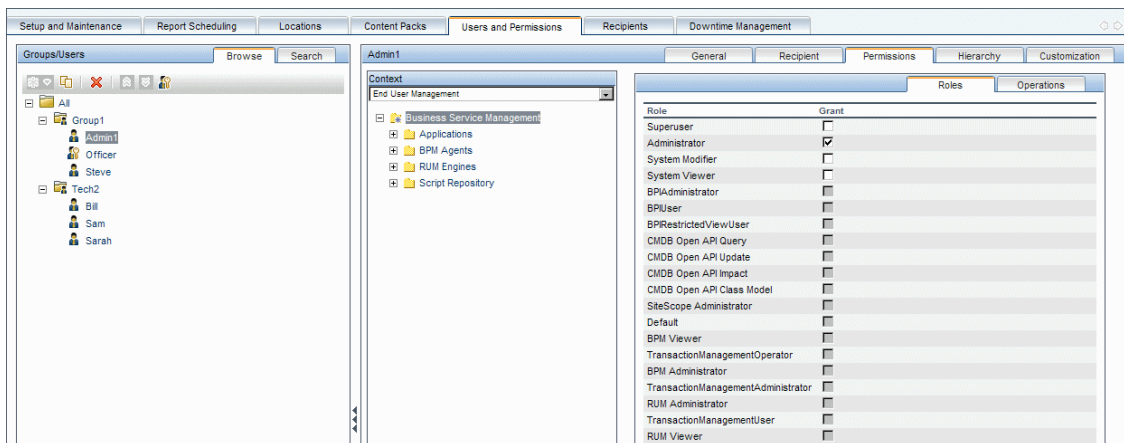 Setup and Maintenance Report Scheduling Locations Content Packs Users and Permissions Recipients Downtime Management
Groups/Users Browse Search
All
Group1
Admin1
Officer
Steve
Tech2
Bill
Sam
Sarah
Admin1 General Recipient Permissions Hierarchy Customization
Context
End User Management
Business Service Management
Applications
BPM Agents
RUM Engines
Script Repository
Roles Operations
Role Grant
Superuser
Administrator
System Modifier
System Viewer
BPIAdministrator
BPIUser
BPIRestrictedViewUser
CMDB Open API Query
CMDB Open API Update
CMDB Open API Impact
CMDB Open API Class Model
SiteScope Administrator
Default
BPM Viewer
TransactionManagementOperator
BPM Administrator
TransactionManagementAdministrator
RUM Administrator
TransactionManagementUser
RUM Viewer